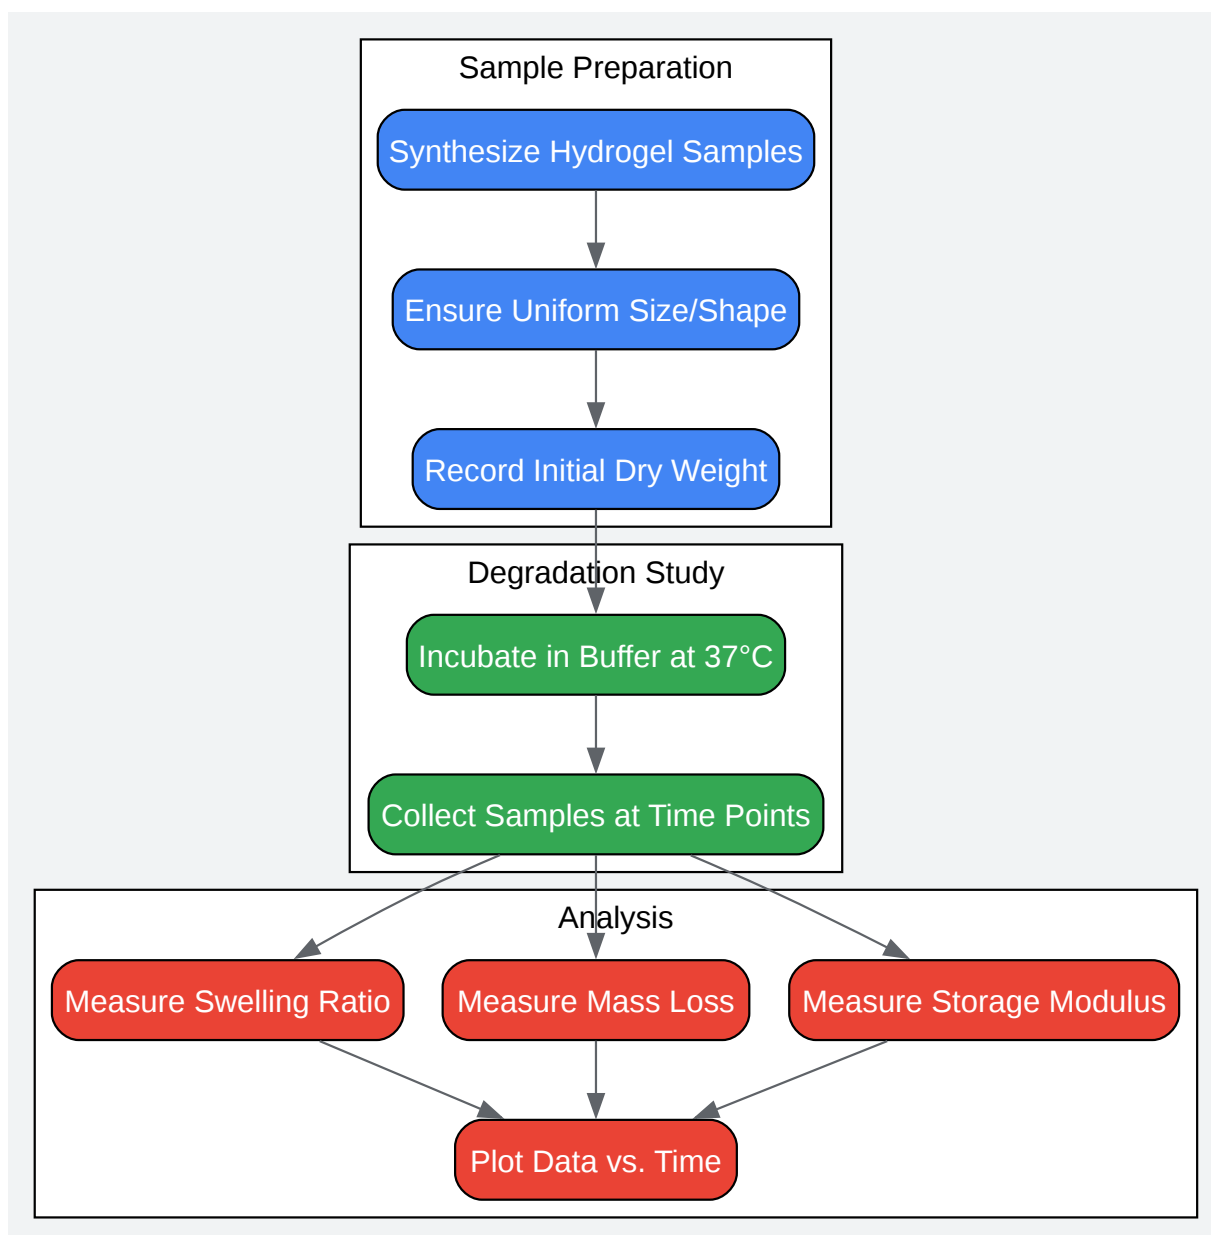 Sample Preparation
Synthesize Hydrogel Samples
Ensure Uniform Size/Shape
Record Initial Dry Weight
Degradation Study
Incubate in Buffer at 37°C
Collect Samples at Time Points
Analysis
Measure Swelling Ratio
Measure Mass Loss
Measure Storage Modulus
Plot Data vs. Time